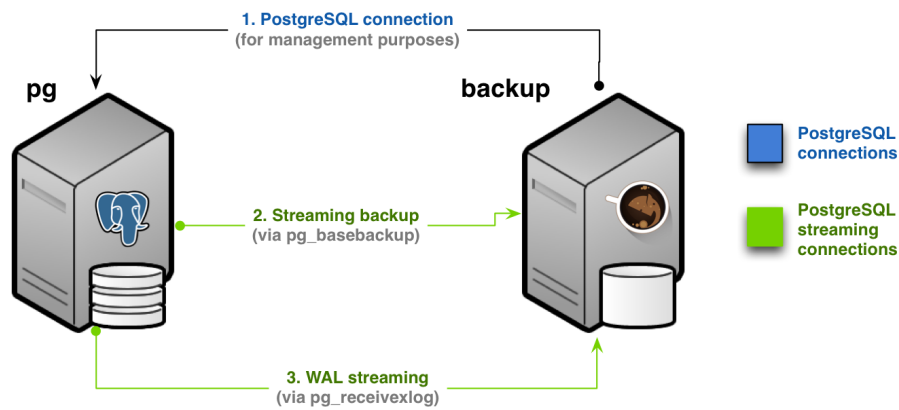 1. PostgreSQL connection
(for management purposes)
pg
backup
PostgreSQL
connections
2. Streaming backup
(via pg_basebackup)
PostgreSQL
streaming
connections
3. WAL streaming
(via pg_receivexlog)